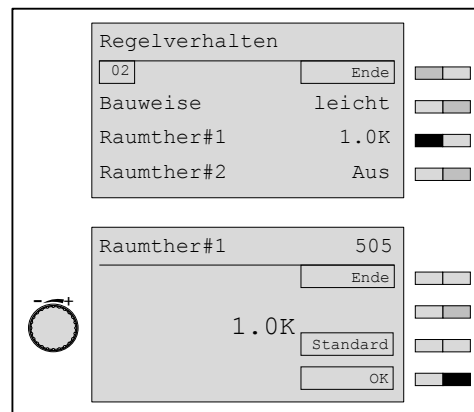 Regelverhalten
02 Ende
Bauweise leicht
Raumther#1 1.0K
Raumther#2 Aus
Raumther#1 505
Ende
- +
1.0K
Standard
OK